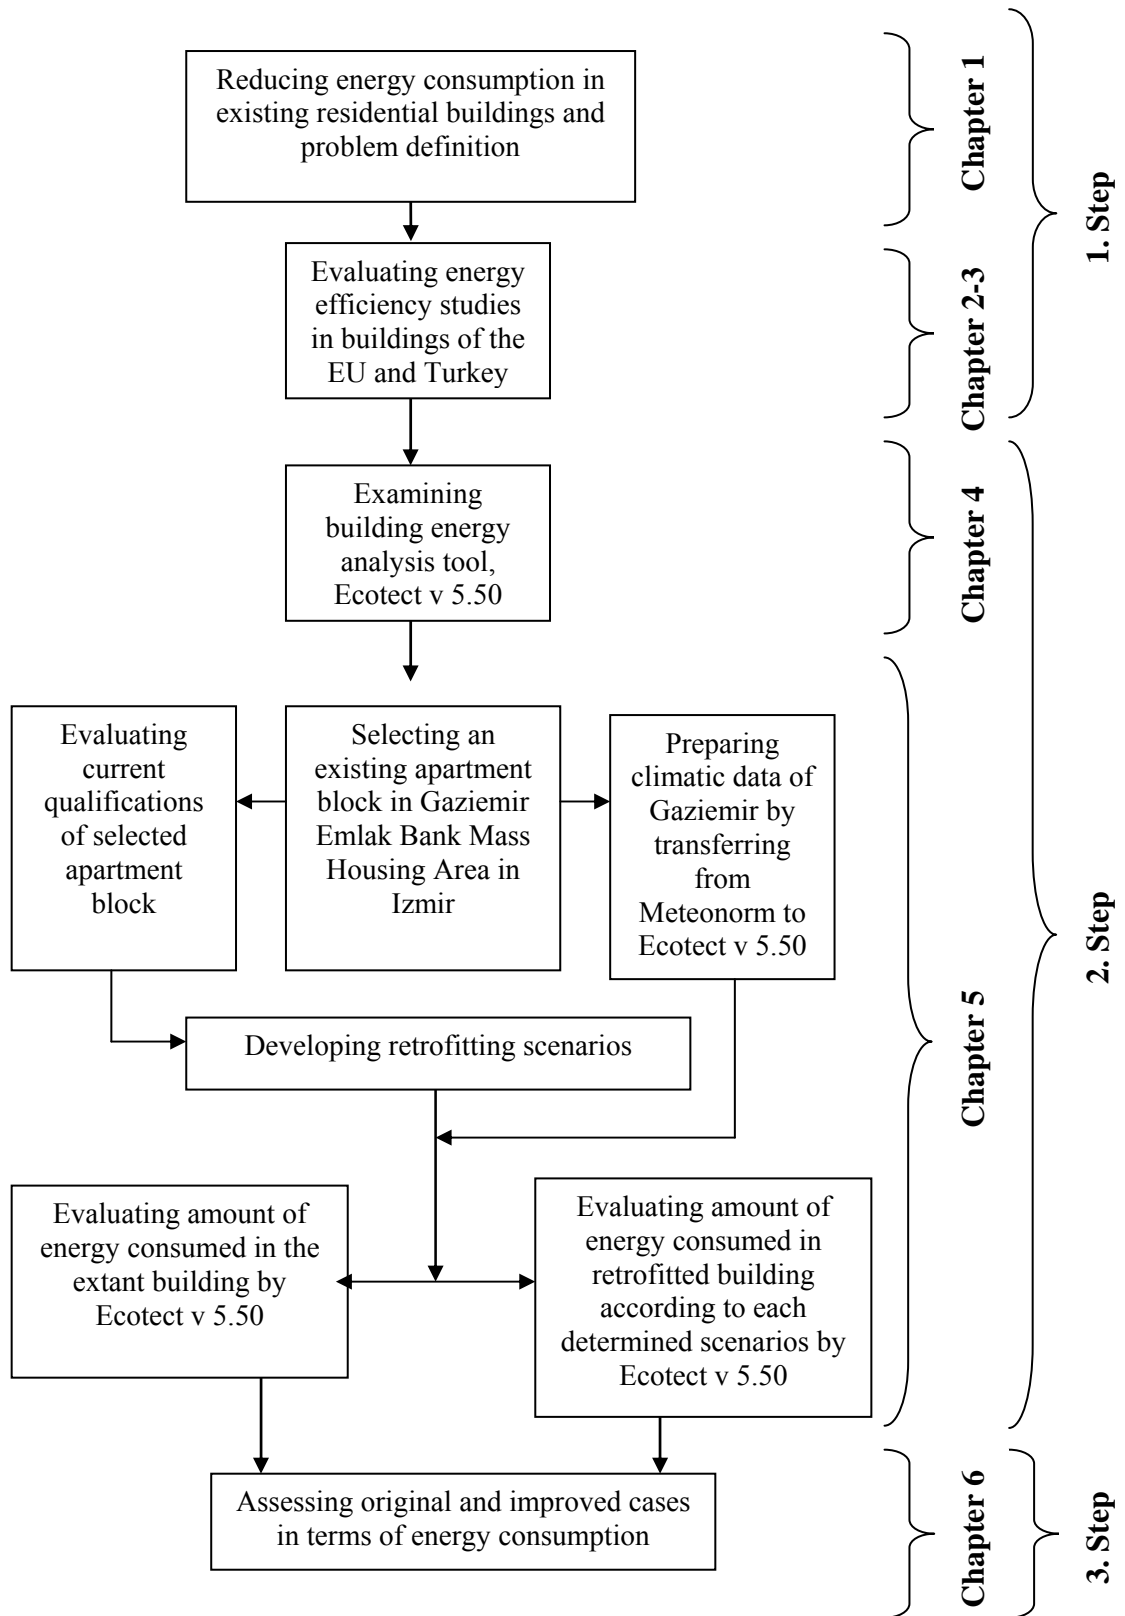 Reducing energy consumption in
existing residential buildings and
problem definition
Chapter 1
1. Step
Evaluating energy
efficiency studies
in buildings of the
EU and Turkey
Chapter 2-3
Examining
building energy
analysis tool,
Ecotect v 5.50
Chapter 4
2. Step
Evaluating
current
qualifications
of selected
apartment
block
Selecting an
existing apartment
block in Gaziemir
Emlak Bank Mass
Housing Area in
Izmir
Preparing
climatic data of
Gaziemir by
transferring
from
Meteonorm to
Ecotect v 5.50
Chapter 5
Developing retrofitting scenarios
Evaluating amount of
energy consumed in the
extant building by
Ecotect v 5.50
Evaluating amount of
energy consumed in
retrofitted building
according to each
determined scenarios by
Ecotect v 5.50
Assessing original and improved cases
in terms of energy consumption
Chapter 6
3. Step